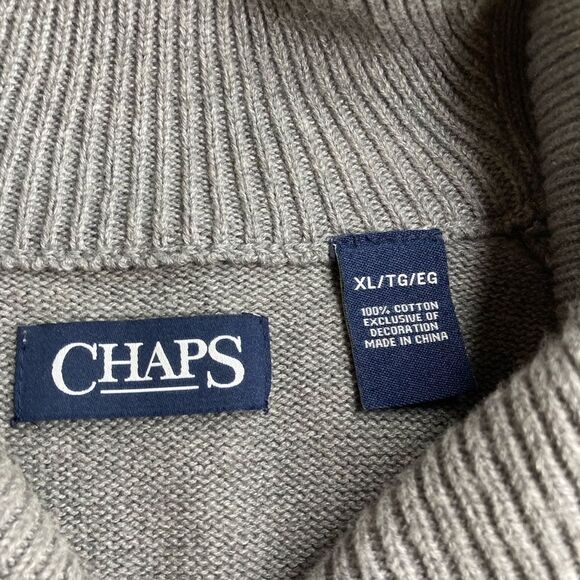 CHAPS
XL/TG/EG
100% COTTON
EXCLUSIVE OF
DECORATION
MADE IN CHINA